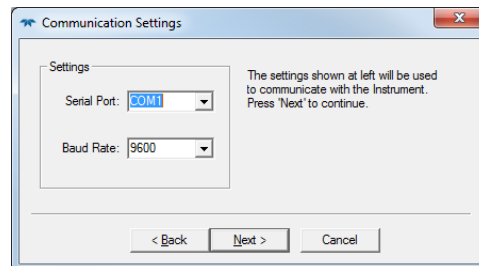 Communication Settings
Settings
Serial Port: COM1
Baud Rate: 9600
The settings shown at left will be used
to communicate with the Instrument.
Press 'Next' to continue.
< Back
Next >
Cancel